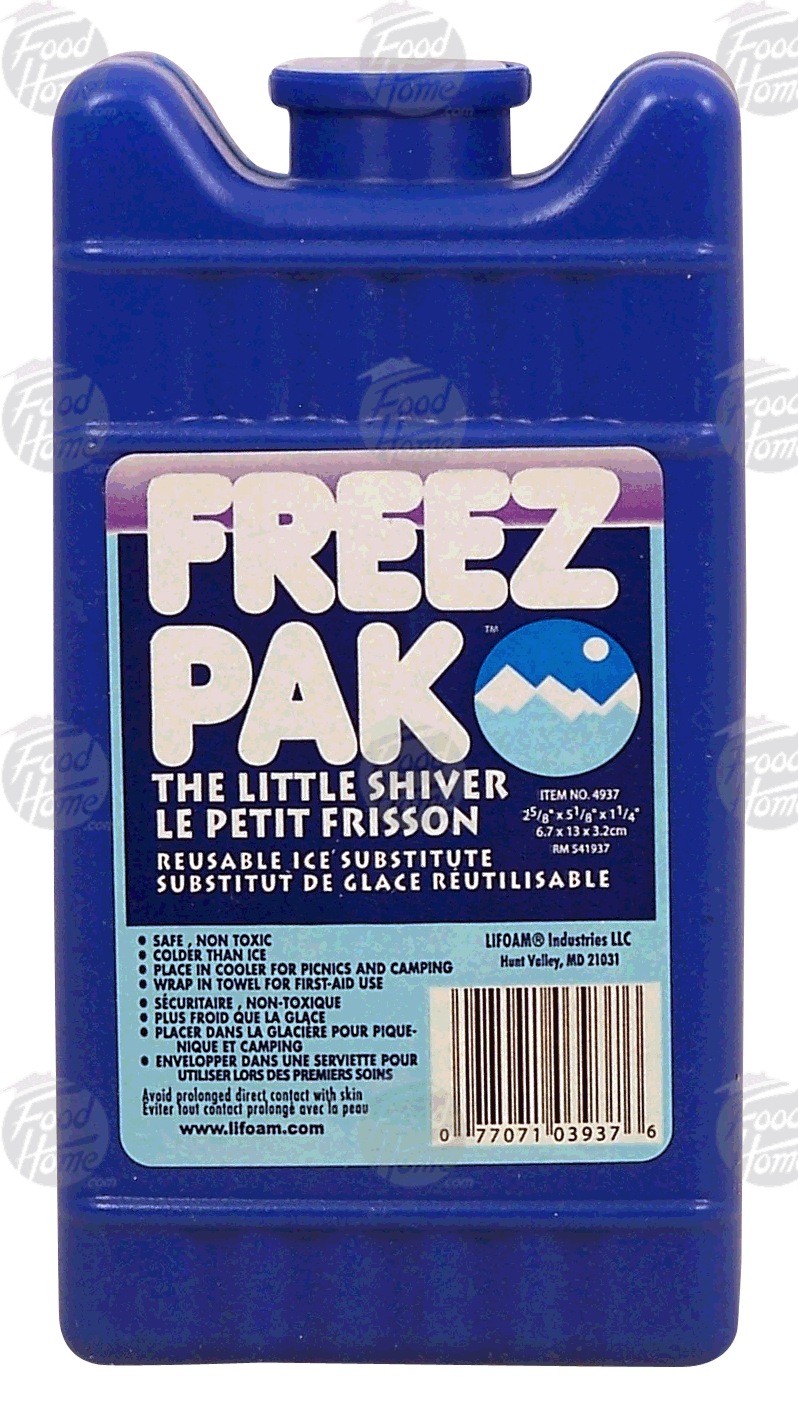 FREEZ
PAK™
THE LITTLE SHIVER
LE PETIT FRISSON
REUSABLE ICE SUBSTITUTE
SUBSTITUT DE GLACE RÉUTILISABLE
ITEM NO. 4937
2 5/8" x 5 1/8" x 1 1/4"
6.7 x 13 x 3.2cm
RM 541937
• SAFE , NON TOXIC
• COLDER THAN ICE
• PLACE IN COOLER FOR PICNICS AND CAMPING
• WRAP IN TOWEL FOR FIRST-AID USE
• SÉCURITAIRE , NON-TOXIQUE
• PLUS FROID QUE LA GLACE
• PLACER DANS LA GLACIÈRE POUR PIQUE-
NIQUE ET CAMPING
• ENVELOPPER DANS UNE SERVIETTE POUR
UTILISER LORS DES PREMIERS SOINS
Avoid prolonged direct contact with skin
Éviter tout contact prolongé avec la peau
www.lifoam.com
LIFOAM® Industries LLC
Hunt Valley, MD 21031
0 77071 03937 6
Food
Home.com